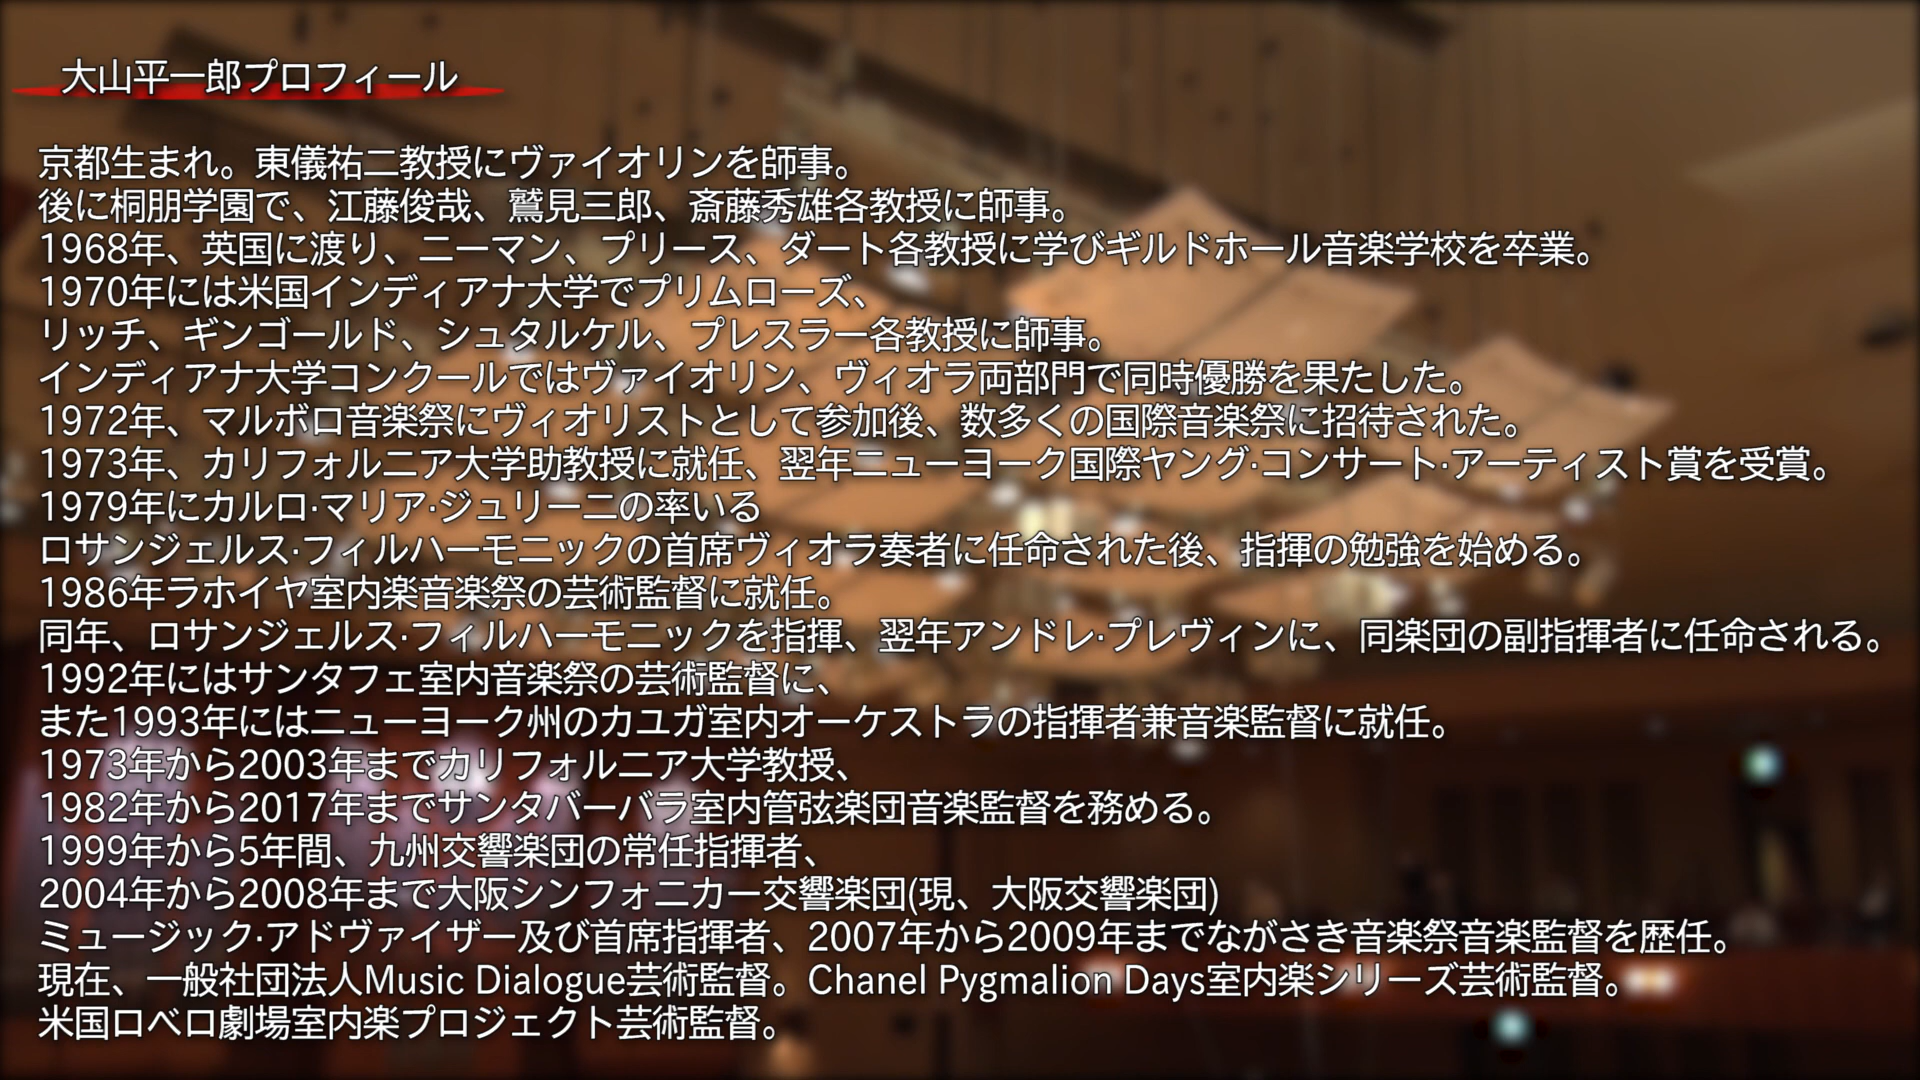 大山平一郎プロフィール
京都生まれ。東儀祐二教授にヴァイオリンを師事。
後に桐朋学園で、江藤俊哉、鷲見三郎、斎藤秀雄各教授に師事。
1968年、英国に渡り、ニーマン、プリース、ダート各教授に学びギルドホール音楽学校を卒業。
1970年には米国インディアナ大学でプリムローズ、
リッチ、ギンゴールド、シュタルケル、プレスラー各教授に師事。
インディアナ大学コンクールではヴァイオリン、ヴィオラ両部門で同時優勝を果たした。
1972年、マルボロ音楽祭にヴィオリストとして参加後、数多くの国際音楽祭に招待された。
1973年、カリフォルニア大学助教授に就任、翌年ニューヨーク国際ヤング·コンサート·アーティスト賞を受賞。
1979年にカルロ·マリア·ジュリーニの率いる
ロサンジェルス·フィルハーモニックの首席ヴィオラ奏者に任命された後、指揮の勉強を始める。
1986年ラホイヤ室内楽音楽祭の芸術監督に就任。
同年、ロサンジェルス·フィルハーモニックを指揮、翌年アンドレ·プレヴィンに、同楽団の副指揮者に任命される。
1992年にはサンタフェ室内音楽祭の芸術監督に、
また1993年にはニューヨーク州のカユガ室内オーケストラの指揮者兼音楽監督に就任。
1973年から2003年までカリフォルニア大学教授、
1982年から2017年までサンタバーバラ室内管弦楽団音楽監督を務める。
1999年から5年間、九州交響楽団の常任指揮者、
2004年から2008年まで大阪シンフォニカー交響楽団(現、大阪交響楽団)
ミュージック·アドヴァイザー及び首席指揮者、2007年から2009年までながさき音楽祭音楽監督を歴任。
現在、一般社団法人Music Dialogue芸術監督。Chanel Pygmalion Days室内楽シリーズ芸術監督。
米国ロベロ劇場室内楽プロジェクト芸術監督。